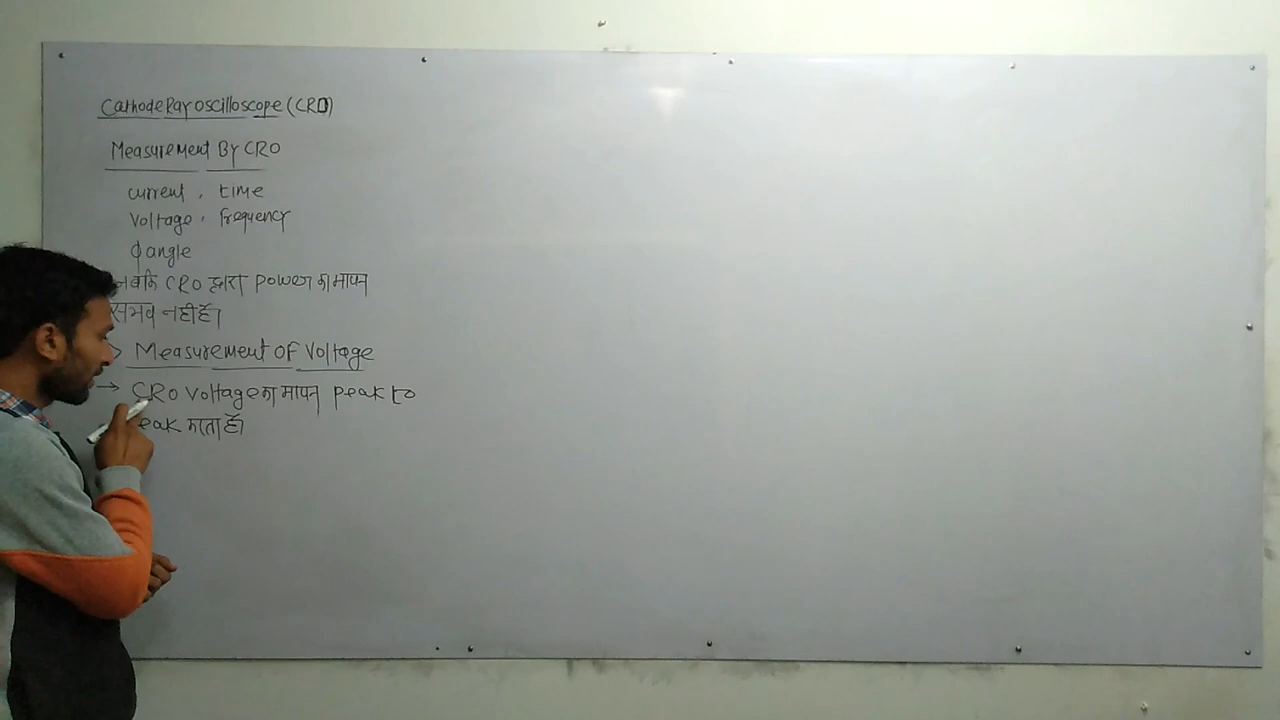 Cathode Ray oscilloscope (CRO)
Measurement By CRO
current, time
Voltage, frequency
ϕ angle
जबकि CRO द्वारा Power का मापन
संभव नहीं है।
Measurement OF Voltage
→ CRO Voltage का मापन Peak to
Peak करता है।